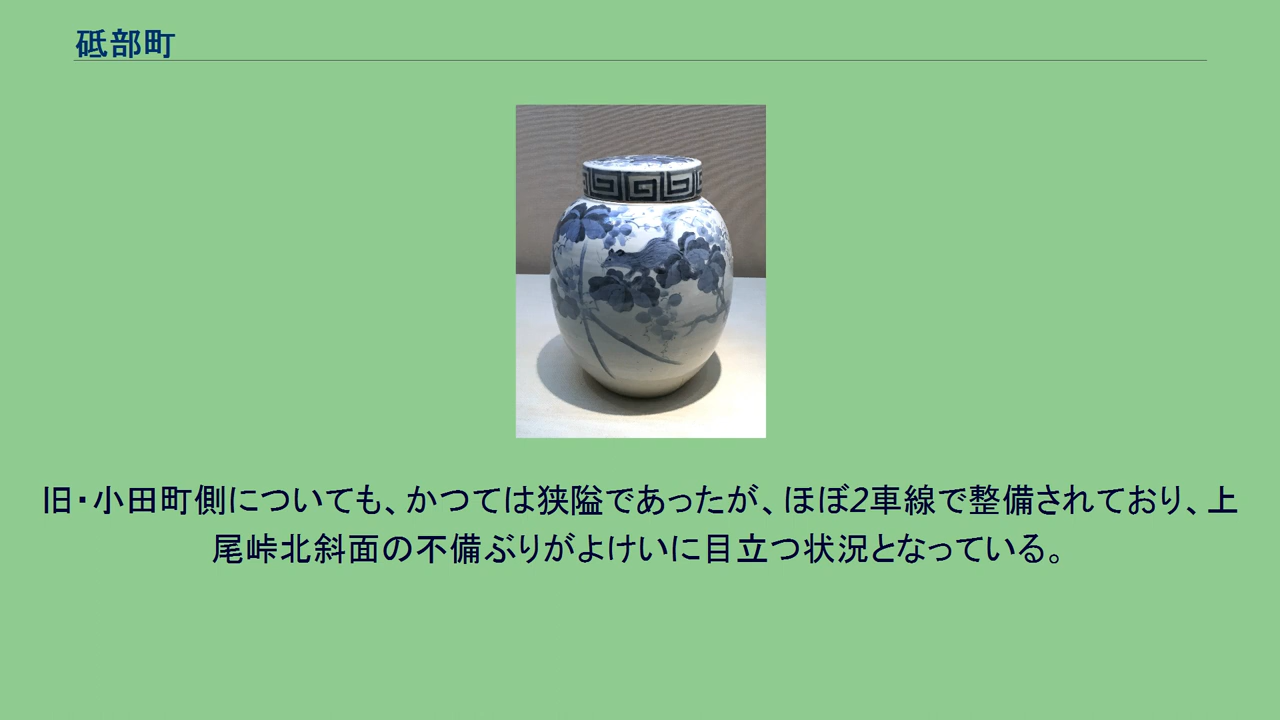 砥部町
旧・小田町側についても、かつては狭隘であったが、ほぼ2車線で整備されており、上
尾峠北斜面の不備ぶりがよけいに目立つ状況となっている。